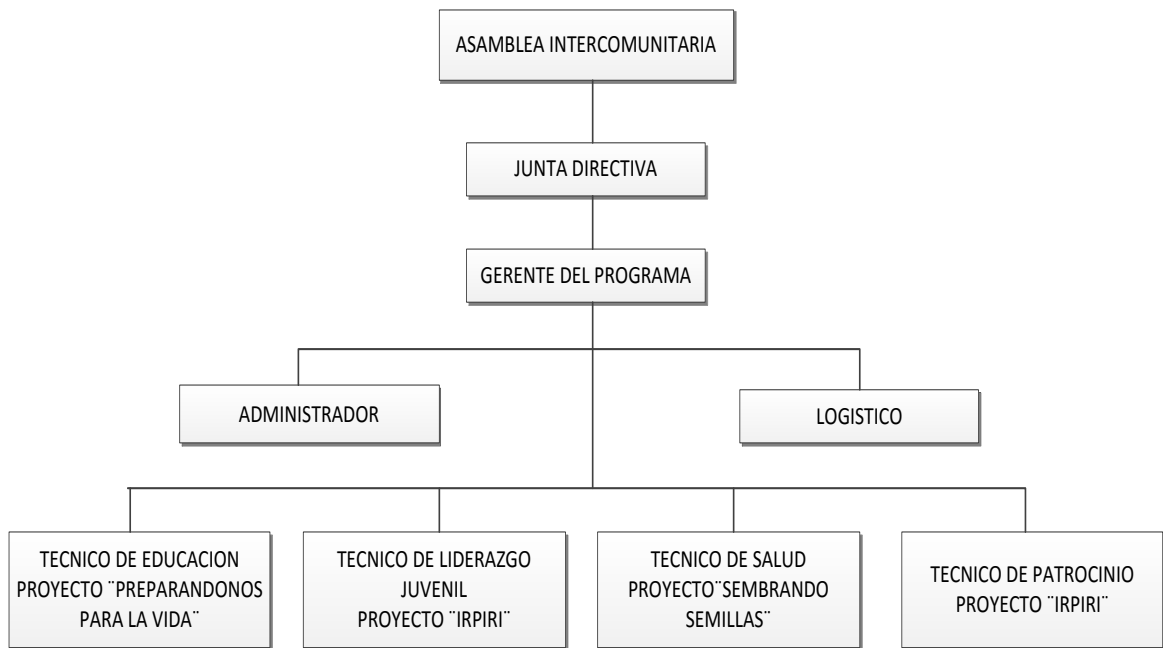 ASAMBLEA INTERCOMUNITARIA
JUNTA DIRECTIVA
GERENTE DEL PROGRAMA
ADMINISTRADOR
LOGISTICO
TECNICO DE EDUCACION
PROYECTO ¨PREPARANDONOS
PARA LA VIDA¨
TECNICO DE LIDERAZGO
JUVENIL
PROYECTO ¨IRPIRI¨
TECNICO DE SALUD
PROYECTO¨SEMBRANDO
SEMILLAS¨
TECNICO DE PATROCINIO
PROYECTO ¨IRPIRI¨